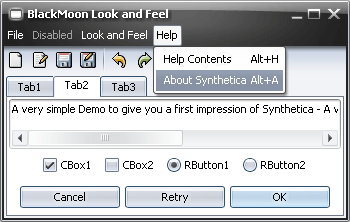 BlackMoon Look and Feel
File Disabled Look and Feel Help
Help Contents Alt+H
About Synthetica Alt+A
Tab1 Tab2 Tab3
A very simple Demo to give you a first impression of Synthetica - A v
CBox1 CBox2 RButton1 RButton2
Cancel Retry OK